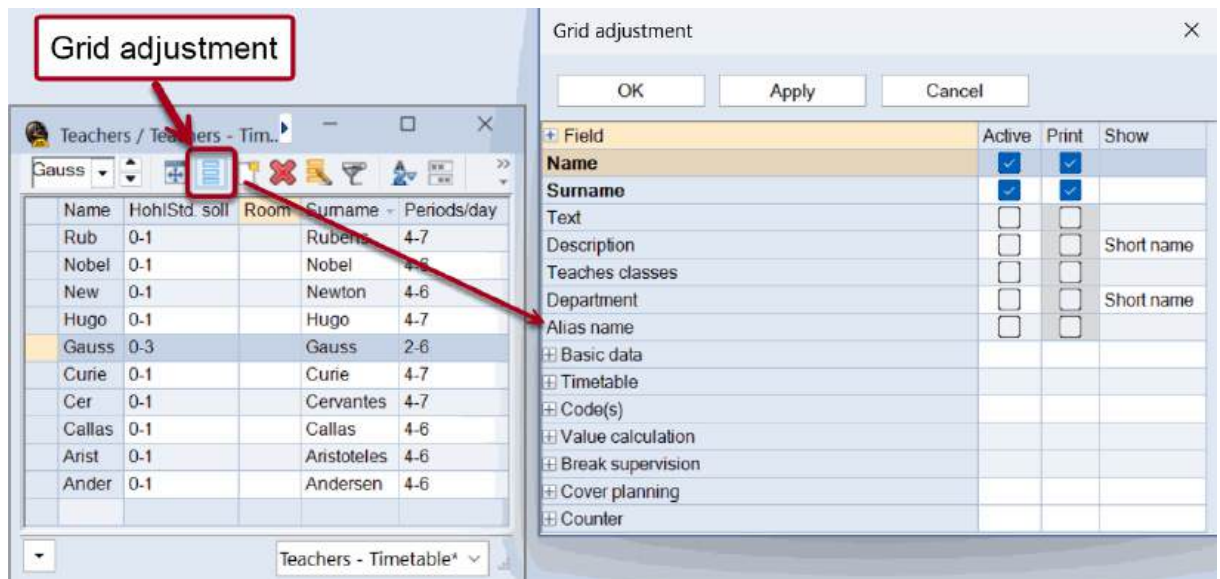 Grid adjustment
Teachers / Teachers - Tim..
Gauss
Name HohlStd. soll Room Surname Periods/day
Rub 0-1 Rubens 4-7
Nobel 0-1 Nobel 4-6
New 0-1 Newton 4-6
Hugo 0-1 Hugo 4-7
Gauss 0-3 Gauss 2-6
Curie 0-1 Curie 4-7
Cer 0-1 Cervantes 4-7
Callas 0-1 Callas 4-6
Arist 0-1 Aristoteles 4-6
Ander 0-1 Andersen 4-6
Teachers - Timetable*
Grid adjustment
OK Apply Cancel
Field Active Print Show
Name
Surname
Text
Description Short name
Teaches classes
Department Short name
Alias name
Basic data
Timetable
Code(s)
Value calculation
Break supervision
Cover planning
Counter